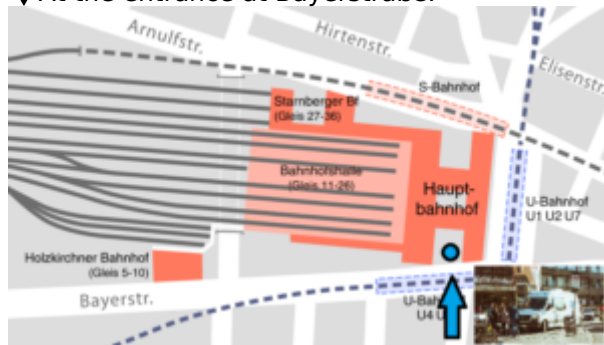 At the entrance at Bayerstraße.
Arnulfstr.
Hirtenstr.
Elisenstr.
S-Bahnhof
Starnberger Bf
(Gleis 27-36)
Bahnhofshalle
(Gleis 11-26)
Haupt-
bahnhof
U-Bahnhof
U1 U2 U7
Holzkirchner Bahnhof
(Gleis 5-10)
Bayerstr.
U4